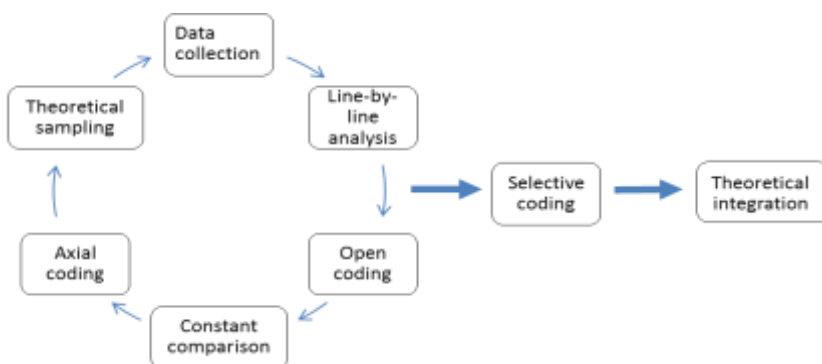 Data
collection
Line-by-
line
analysis
Open
coding
Constant
comparison
Axial
coding
Theoretical
sampling
Selective
coding
Theoretical
integration